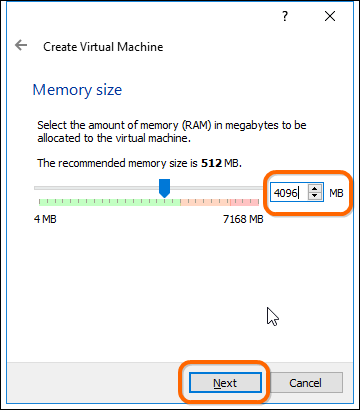 ?
Create Virtual Machine
Memory size
Select the amount of memory (RAM) in megabytes to be
allocated to the virtual machine.
The recommended memory size is 512 MB.
4096 MB
4 MB 7168 MB
Next Cancel